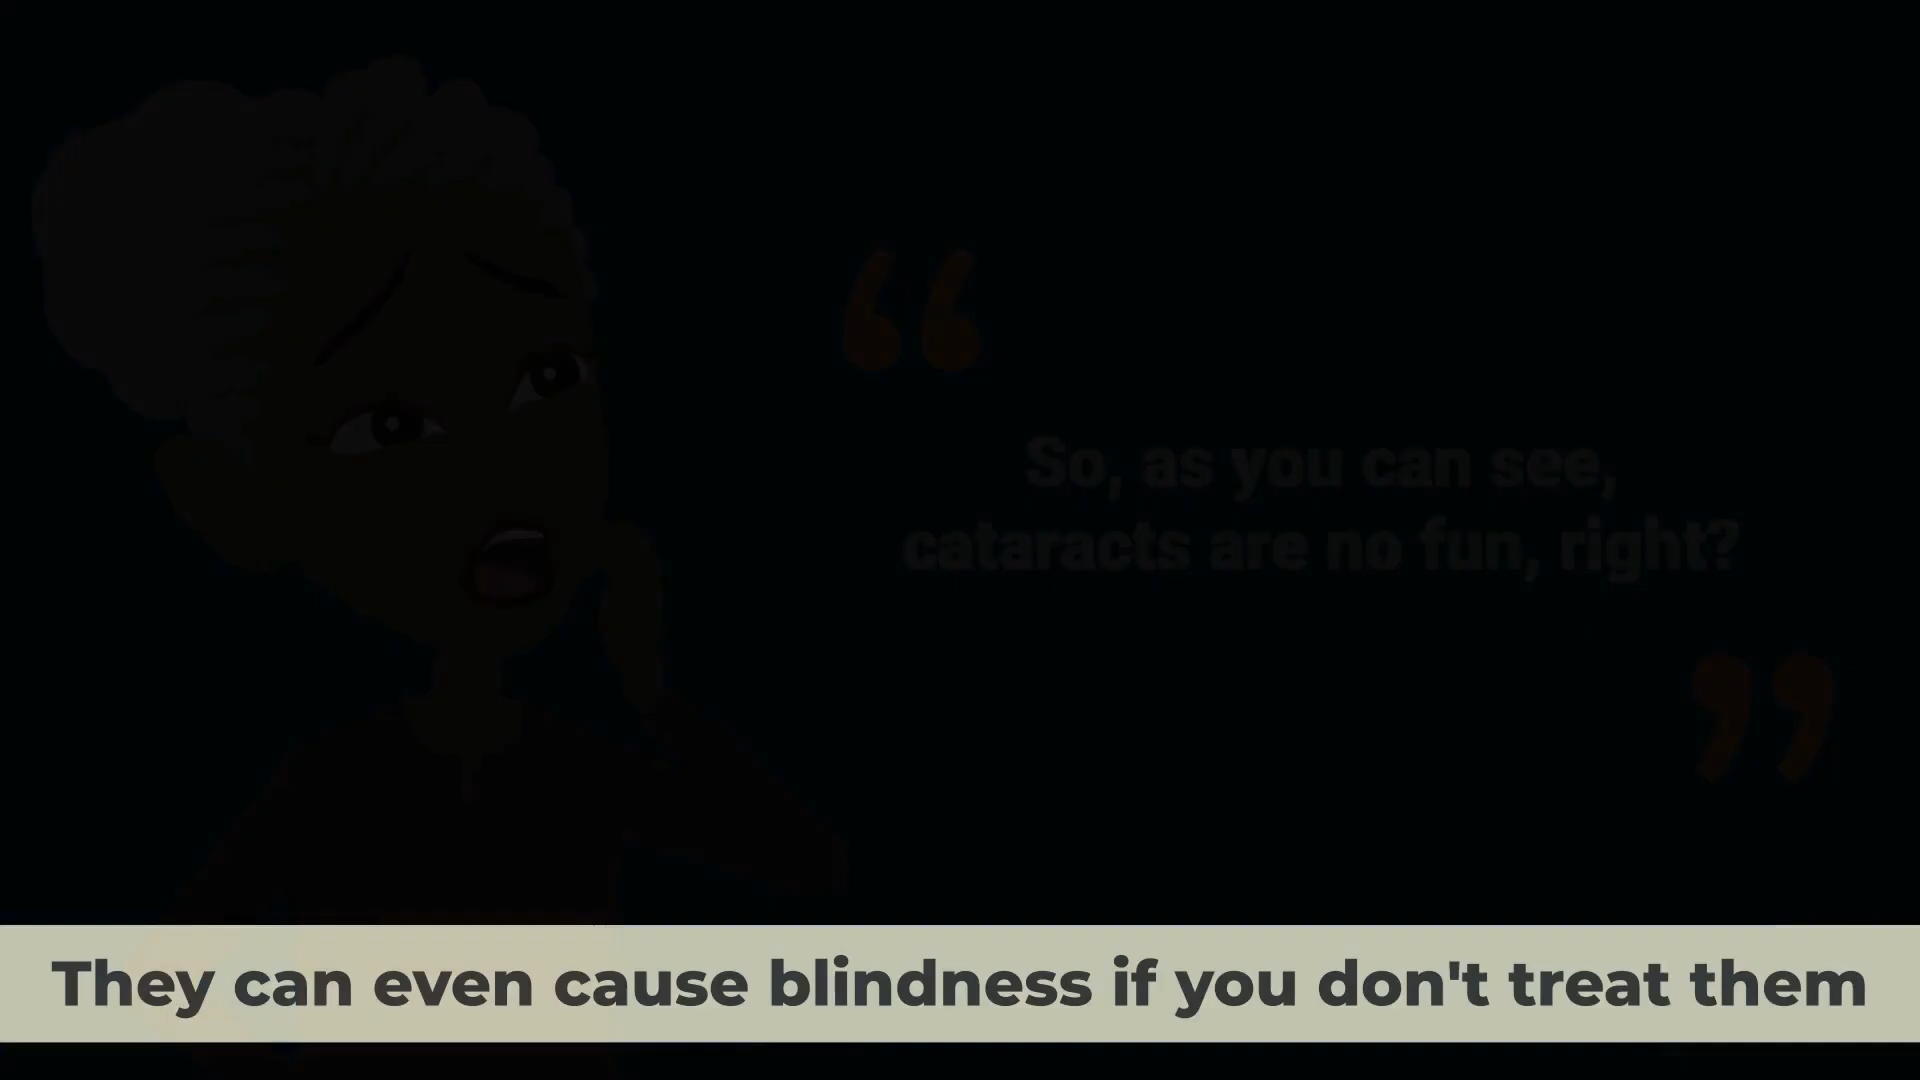 “
So, as you can see,
cataracts are no fun, right?
”
They can even cause blindness if you don't treat them